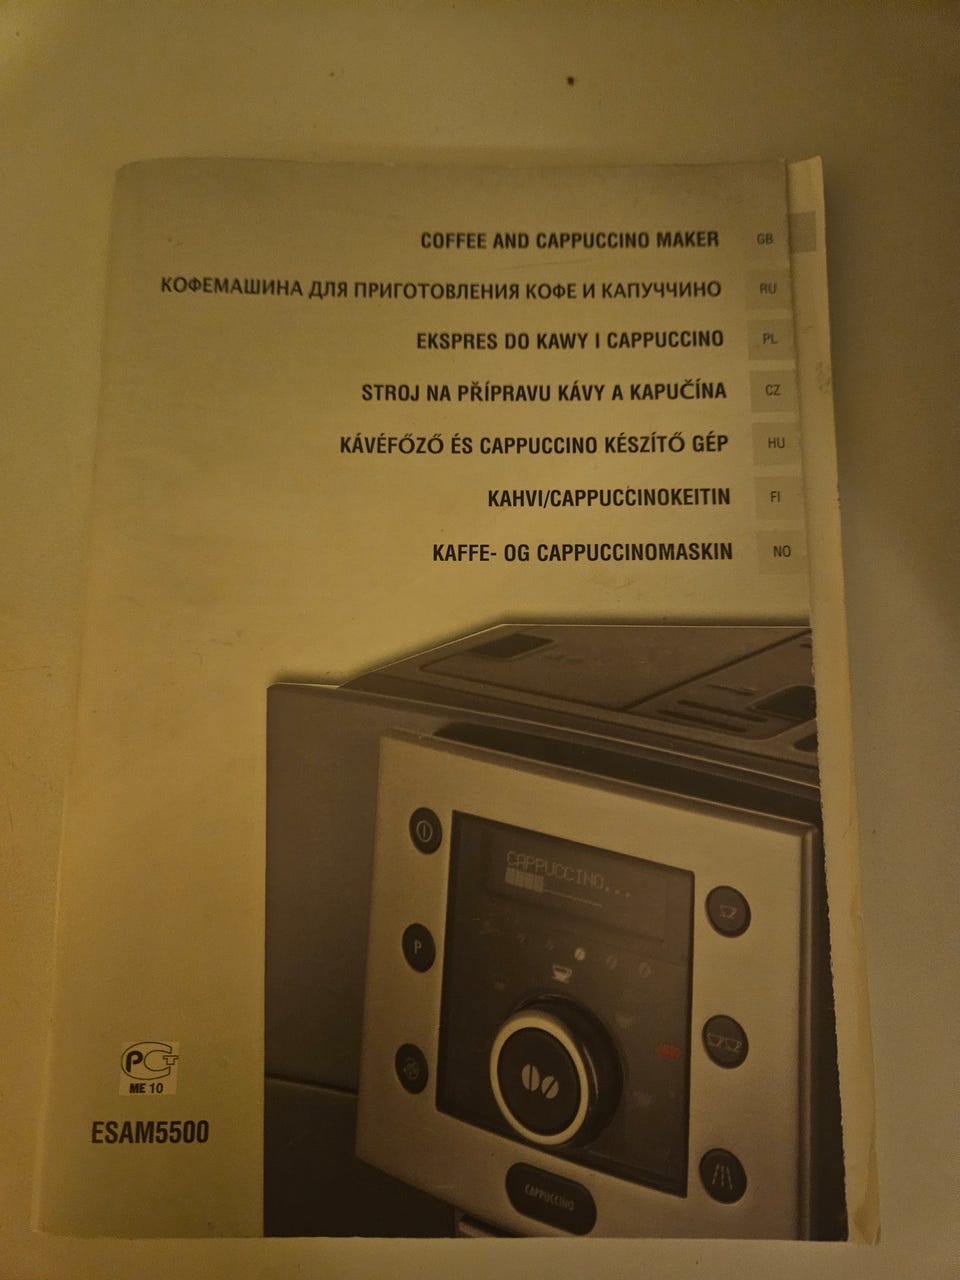 COFFEE AND CAPPUCCINO MAKER GB
КОФЕМАШИНА ДЛЯ ПРИГОТОВЛЕНИЯ КОФЕ И КАПУЧЧИНО RU
EKSPRES DO KAWY I CAPPUCCINO PL
STROJ NA PŘÍPRAVU KÁVY A KAPUČÍNA CZ
KÁVÉFŐZŐ ÉS CAPPUCCINO KÉSZÍTŐ GÉP HU
KAHVI/CAPPUCCINOKEITIN FI
KAFFE- OG CAPPUCCINOMASKIN NO
CAPPUCCINO...
P
CAPPUCCINO
РСТ
ME 10
ESAM5500